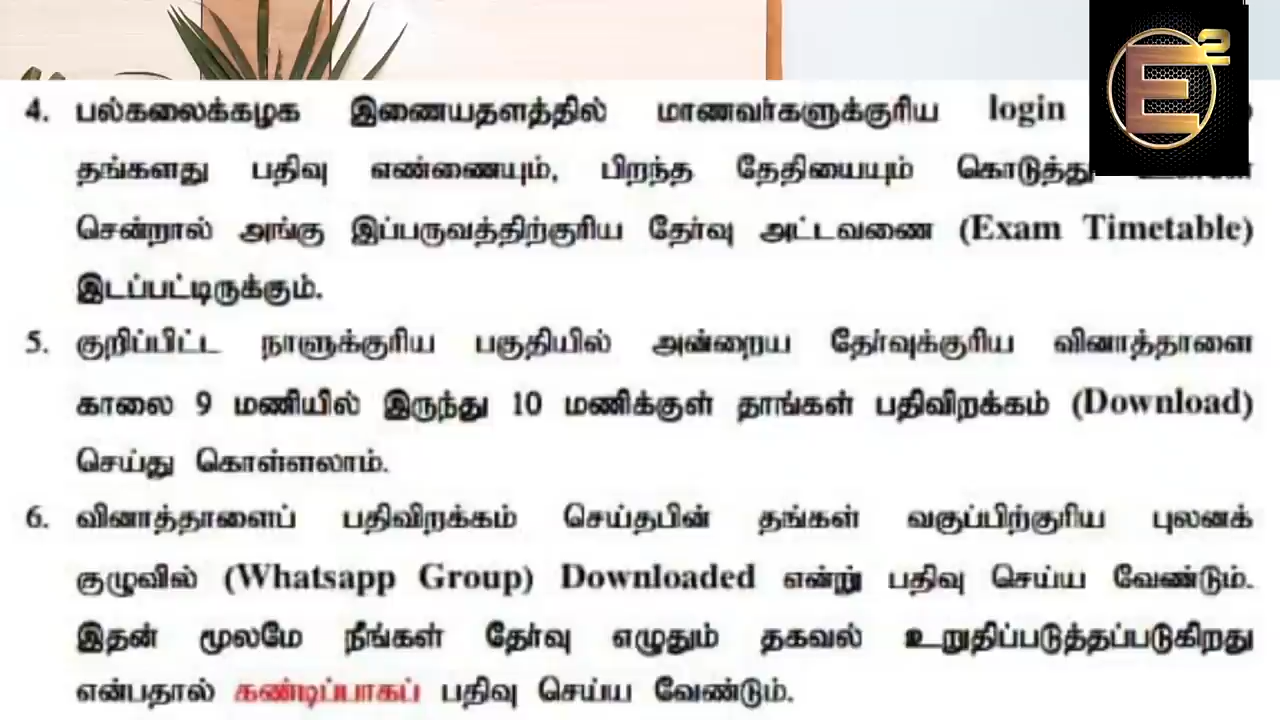 E2
4. பல்கலைக்கழக இணையதளத்தில் மாணவர்களுக்குரிய login
தங்களது பதிவு எண்ணையும், பிறந்த தேதியையும் கொடுத்து
சென்றால் அங்கு இப்பருவத்திற்குரிய தேர்வு அட்டவணை (Exam Timetable)
இடப்பட்டிருக்கும்.
5. குறிப்பிட்ட நாளுக்குரிய பகுதியில் அன்றைய தேர்வுக்குரிய வினாத்தாளை
காலை 9 மணியில் இருந்து 10 மணிக்குள் தாங்கள் பதிவிறக்கம் (Download)
செய்து கொள்ளலாம்.
6. வினாத்தாளைப் பதிவிறக்கம் செய்தபின் தங்கள் வகுப்பிற்குரிய புலனக்
குழுவில் (Whatsapp Group) Downloaded என்று பதிவு செய்ய வேண்டும்.
இதன் மூலமே நீங்கள் தேர்வு எழுதும் தகவல் உறுதிப்படுத்தப்படுகிறது
என்பதால் கண்டிப்பாகப் பதிவு செய்ய வேண்டும்.